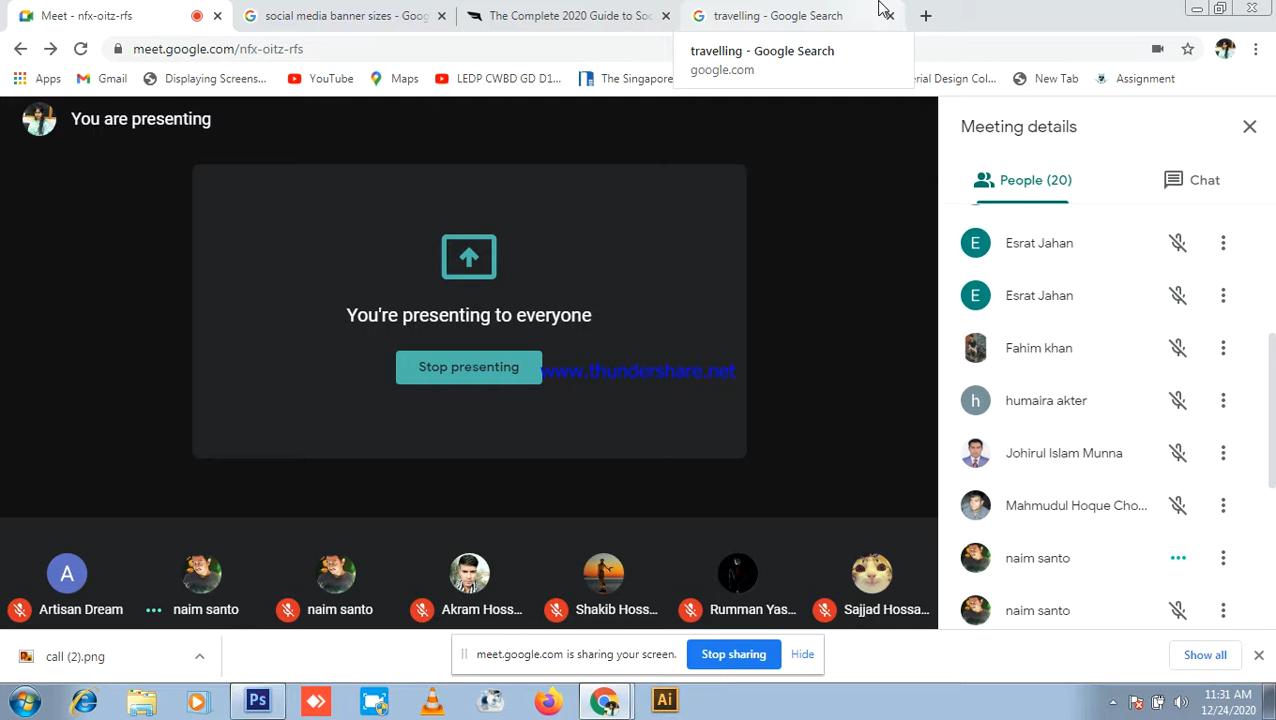 Meet - nfx-oitz-rfs
social media banner sizes - Goog
The Complete 2020 Guide to Soc
travelling - Google Search
meet.google.com/nfx-oitz-rfs
travelling - Google Search
google.com
Apps
Gmail
Displaying Screens...
YouTube
Maps
LEDP CWBD GD D1...
The Singapore
erial Design Col...
New Tab
Assignment
You are presenting
Meeting details
People (20)
Chat
You're presenting to everyone
Stop presenting
www.thundershare.net
Esrat Jahan
Esrat Jahan
Fahim khan
humaira akter
Johirul Islam Munna
Mahmudul Hoque Cho...
naim santo
naim santo
A
Artisan Dream
naim santo
naim santo
Akram Hoss...
Shakib Hoss...
Rumman Yas...
Sajjad Hossa...
E
E
h
call (2).png
meet.google.com is sharing your screen.
Stop sharing
Hide
Show all
Ps
Ai
11:31 AM
12/24/2020